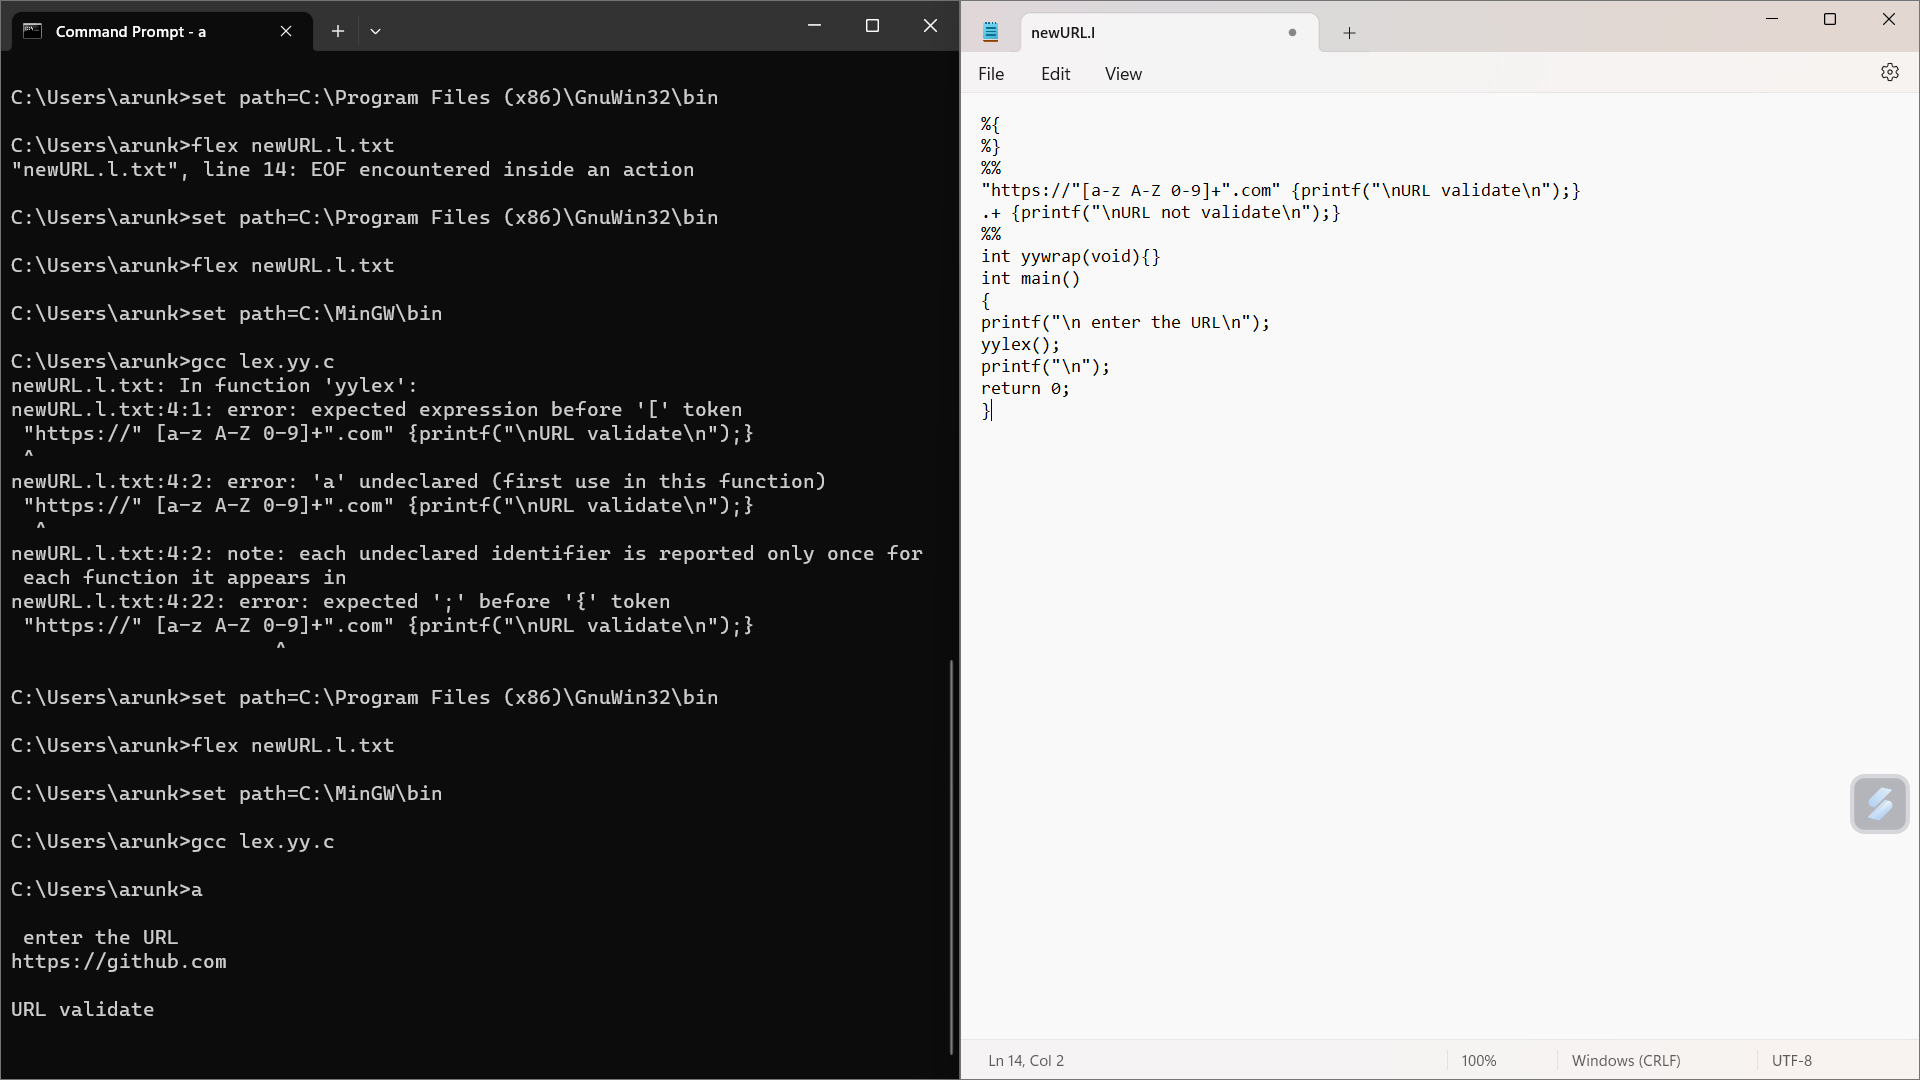 Command Prompt - a
C:\Users\arunk>set path=C:\Program Files (x86)\GnuWin32\bin
C:\Users\arunk>flex newURL.l.txt
"newURL.l.txt", line 14: EOF encountered inside an action
C:\Users\arunk>set path=C:\Program Files (x86)\GnuWin32\bin
C:\Users\arunk>flex newURL.l.txt
C:\Users\arunk>set path=C:\MinGW\bin
C:\Users\arunk>gcc lex.yy.c
newURL.l.txt: In function 'yylex':
newURL.l.txt:4:1: error: expected expression before '[' token
 "https://" [a-z A-Z 0-9]+".com" {printf("\nURL validate\n");}
 ^
newURL.l.txt:4:2: error: 'a' undeclared (first use in this function)
 "https://" [a-z A-Z 0-9]+".com" {printf("\nURL validate\n");}
  ^
newURL.l.txt:4:2: note: each undeclared identifier is reported only once for
 each function it appears in
newURL.l.txt:4:22: error: expected ';' before '{' token
 "https://" [a-z A-Z 0-9]+".com" {printf("\nURL validate\n");}
                      ^
C:\Users\arunk>set path=C:\Program Files (x86)\GnuWin32\bin
C:\Users\arunk>flex newURL.l.txt
C:\Users\arunk>set path=C:\MinGW\bin
C:\Users\arunk>gcc lex.yy.c
C:\Users\arunk>a
 enter the URL
https://github.com
URL validate
newURL.l
File Edit View
%{
%}
%%
"https://"[a-z A-Z 0-9]+".com" {printf("\nURL validate\n");}
.+ {printf("\nURL not validate\n");}
%%
int yywrap(void){}
int main()
{
printf("\n enter the URL\n");
yylex();
printf("\n");
return 0;
}
Ln 14, Col 2 100% Windows (CRLF) UTF-8